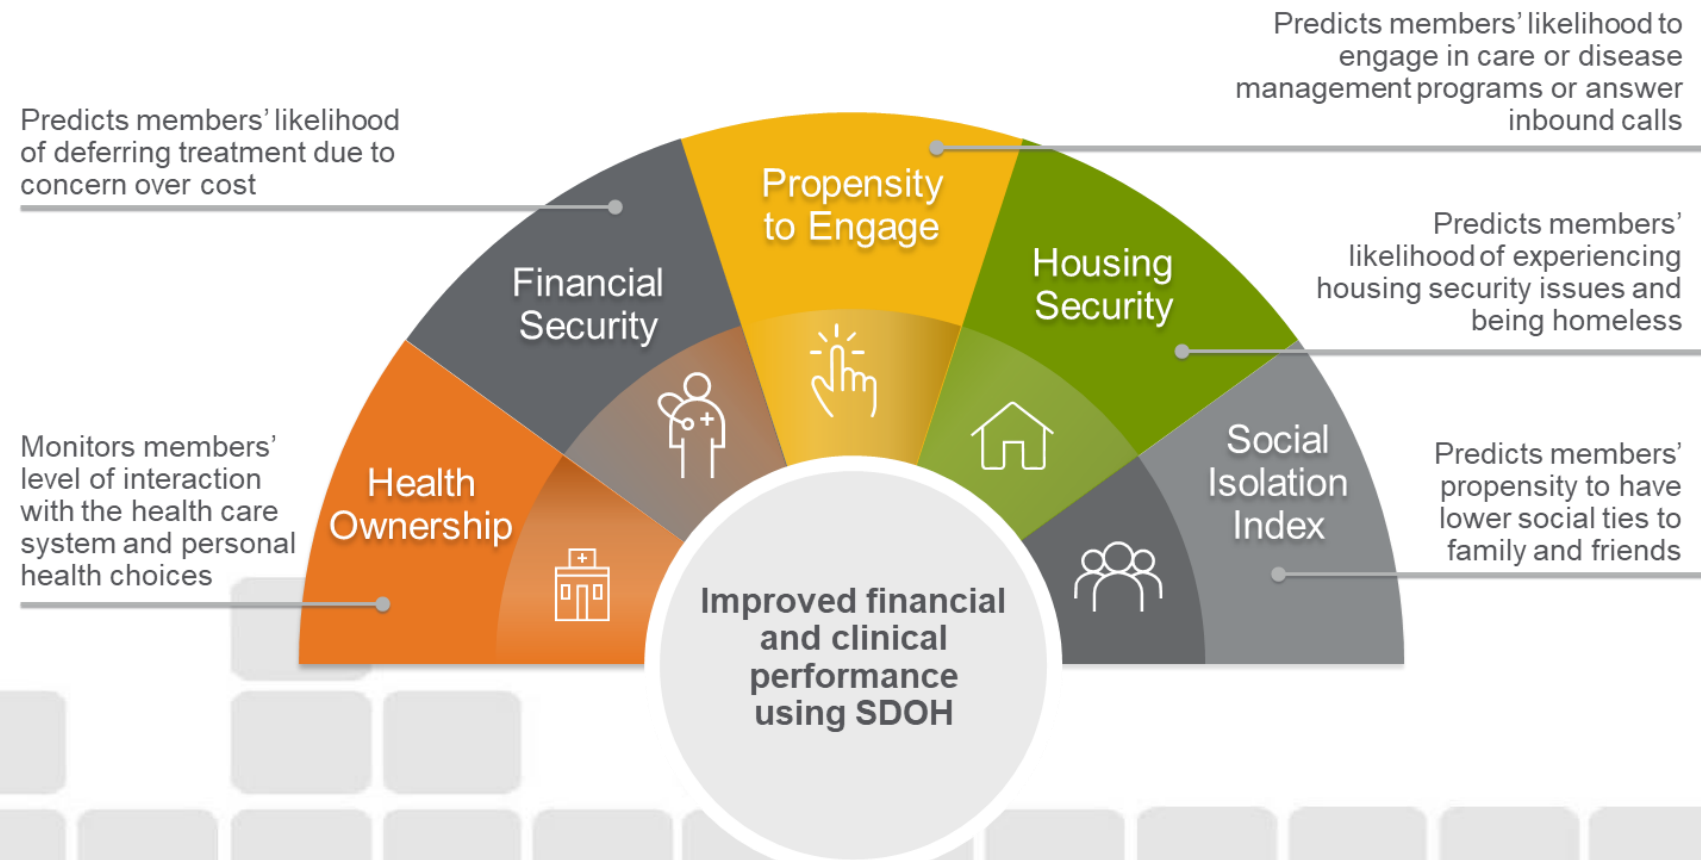 Predicts members’ likelihood to
engage in care or disease
management programs or answer
inbound calls
Predicts members’ likelihood
of deferring treatment due to
concern over cost
Propensity
to Engage
Predicts members’
likelihood of experiencing
housing security issues and
being homeless
Housing
Security
Financial
Security
Monitors members’
level of interaction
with the health care
system and personal
health choices
Health
Ownership
Social
Isolation
Index
Predicts members’
propensity to have
lower social ties to
family and friends
Improved financial
and clinical
performance
using SDOH